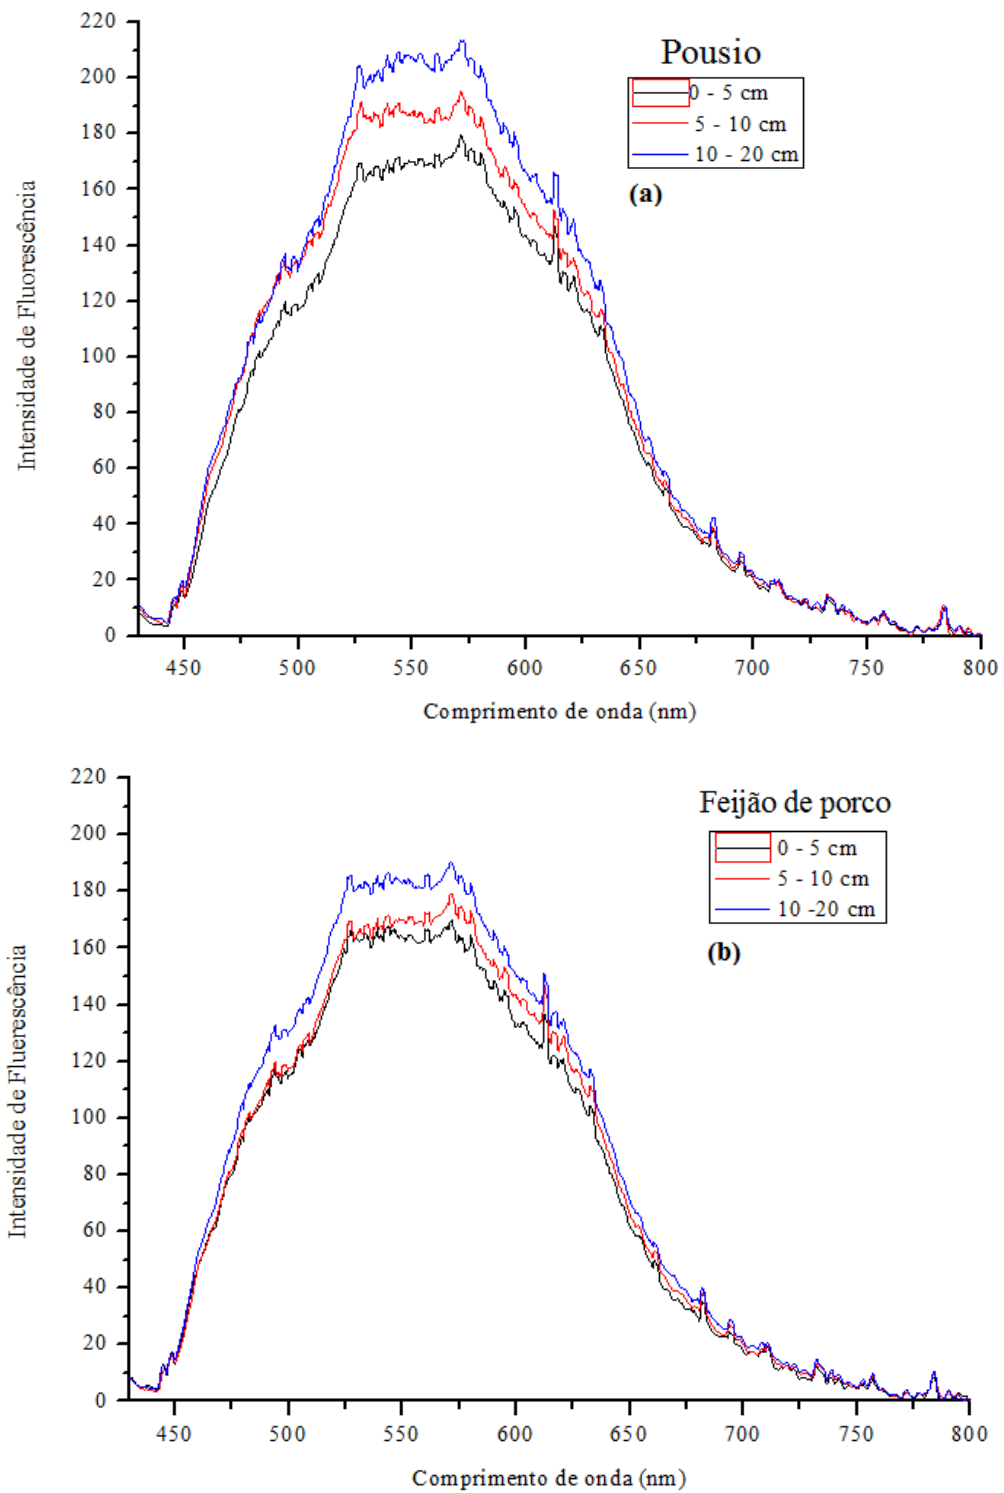 220
200
180
160
140
120
100
80
60
40
20
0
Intensidade de Fluorescência
Pousio
0 - 5 cm
5 - 10 cm
10 - 20 cm
(a)
450 500 550 600 650 700 750 800
Comprimento de onda (nm)
220
200
180
160
140
120
100
80
60
40
20
0
Intensidade de Fluerescência
Feijão de porco
0 - 5 cm
5 - 10 cm
10 -20 cm
(b)
450 500 550 600 650 700 750 800
Comprimento de onda (nm)